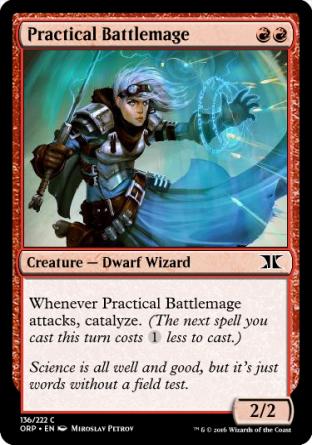 Practical Battlemage
Creature — Dwarf Wizard
Whenever Practical Battlemage
attacks, catalyze. (The next spell you
cast this turn costs 1 less to cast.)
Science is all well and good, but it's just
words without a field test.
2/2
136/222 C
ORP • EN Miroslav Petrov
™ & © 2016 Wizards of the Coast